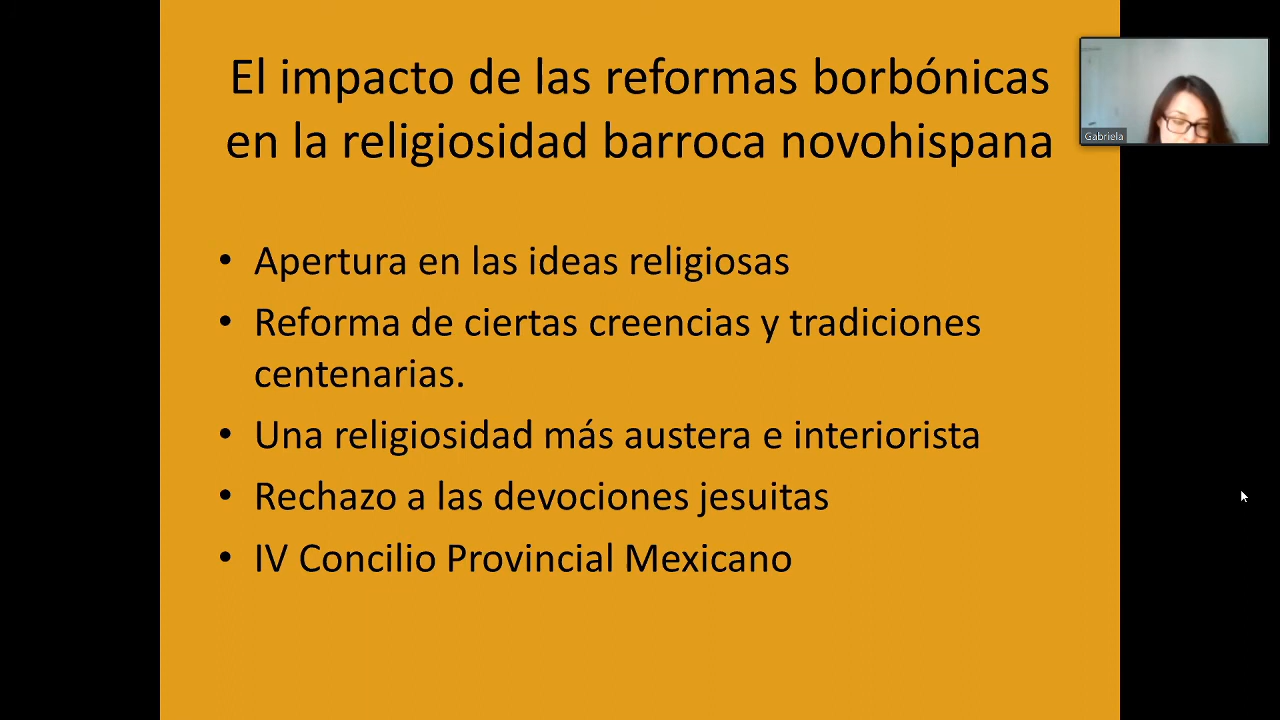 El impacto de las reformas borbónicas
en la religiosidad barroca novohispana
Gabriela
• Apertura en las ideas religiosas
• Reforma de ciertas creencias y tradiciones
centenarias.
• Una religiosidad más austera e interiorista
• Rechazo a las devociones jesuitas
• IV Concilio Provincial Mexicano